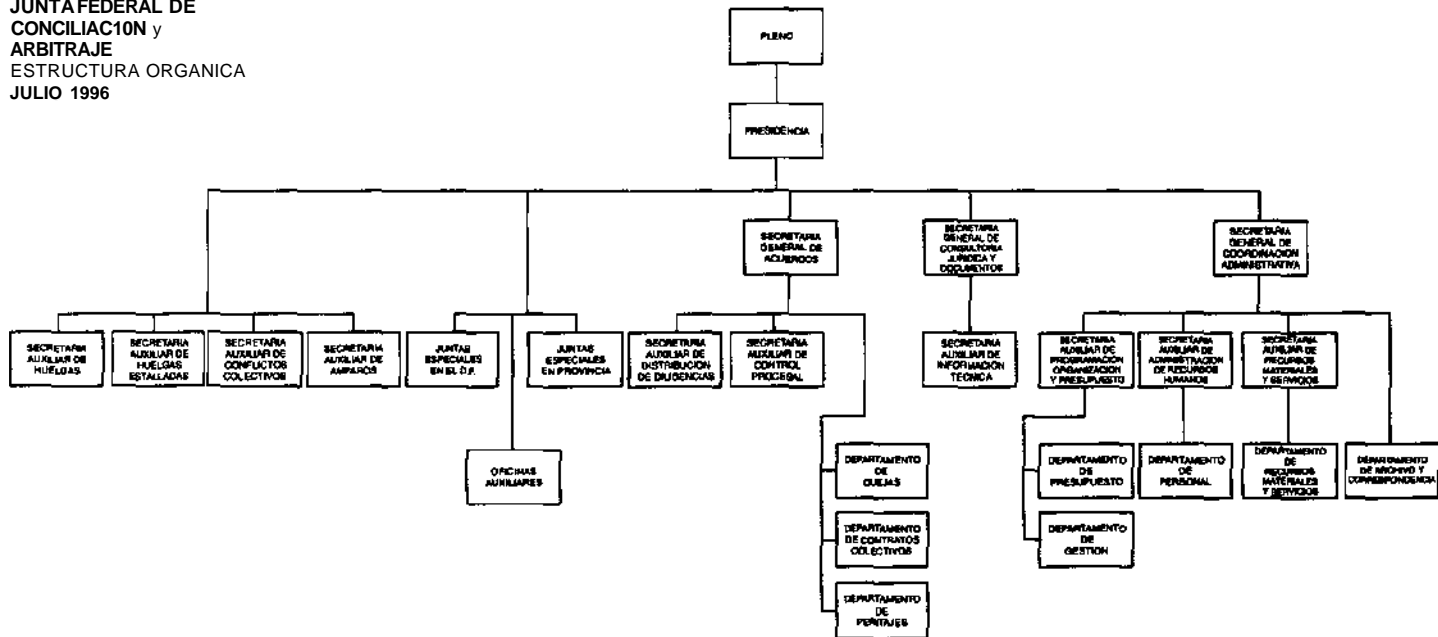 JUNTA FEDERAL DE
CONCILIAC10N y
ARBITRAJE
ESTRUCTURA ORGANICA
JULIO 1996
PLENO
PRESIDENCIA
SECRETARIA
GENERAL DE
ACUERDOS
SECRETARIA
GENERAL DE
CONSULTORIA
JURIDICA Y
DOCUMENTOS
SECRETARIA
GENERAL DE
COORDINACION
ADMINISTRATIVA
SECRETARIA
AUXILIAR DE
HUELGAS
SECRETARIA
AUXILIAR DE
HUELGAS
ESTALLADAS
SECRETARIA
AUXILIAR DE
CONFLICTOS
COLECTIVOS
SECRETARIA
AUXILIAR DE
AMPAROS
JUNTAS
ESPECIALES
EN EL D.F.
JUNTAS
ESPECIALES
EN PROVINCIA
SECRETARIA
AUXILIAR DE
DISTRIBUCION
DE DILIGENCIAS
SECRETARIA
AUXILIAR DE
CONTROL
PROCESAL
SECRETARIA
AUXILIAR DE
INFORMACION
TECNICA
SECRETARIA
AUXILIAR DE
PROGRAMACION
ORGANIZACION
Y PRESUPUESTO
SECRETARIA
AUXILIAR DE
ADMINISTRACION
DE RECURSOS
HUMANOS
SECRETARIA
AUXILIAR DE
RECURSOS
MATERIALES
Y SERVICIOS
OFICINAS
AUXILIARES
DEPARTAMENTO
DE
QUEJAS
DEPARTAMENTO
DE
PRESUPUESTO
DEPARTAMENTO
DE
PERSONAL
DEPARTAMENTO
DE
RECURSOS
MATERIALES
Y SERVICIOS
DEPARTAMENTO
DE ARCHIVO Y
CORRESPONDENCIA
DEPARTAMENTO
DE CONTRATOS
COLECTIVOS
DEPARTAMENTO
DE
GESTION
DEPARTAMENTO
DE
PERITAJES